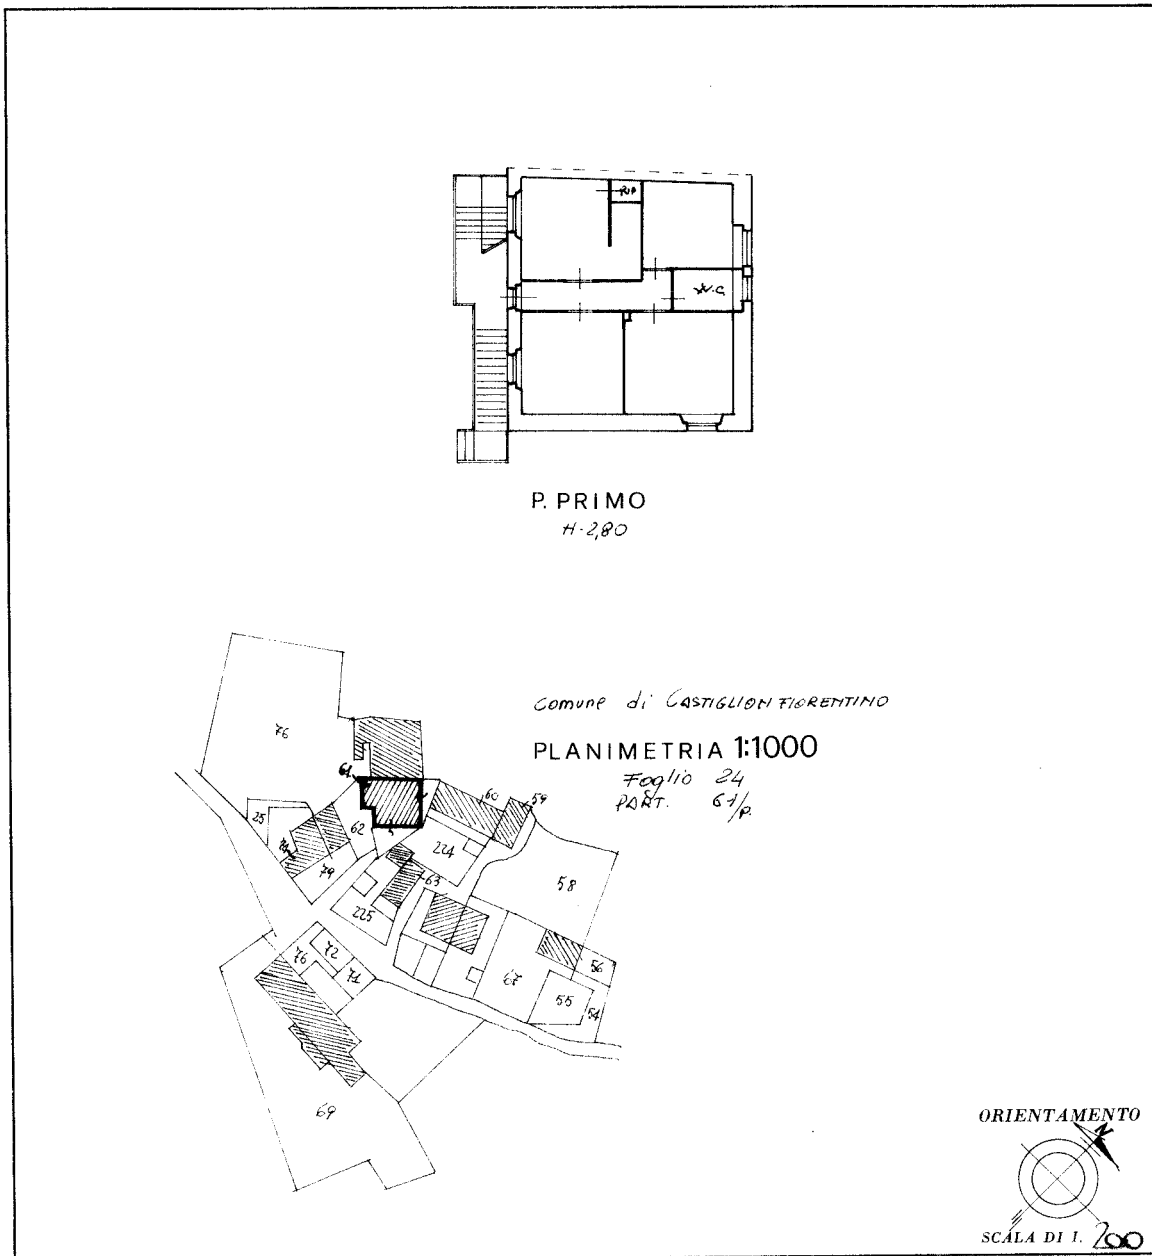 RIP
W.C.
P. PRIMO
H-2,80
comune di CASTIGLION FIORENTINO
PLANIMETRIA 1:1000
Foglio 24
PART. 61/p.
76
61
60
59
25
62
224
79
63
58
225
76
72
71
67
56
55
54
69
ORIENTAMENTO
N
SCALA DI 1. 200